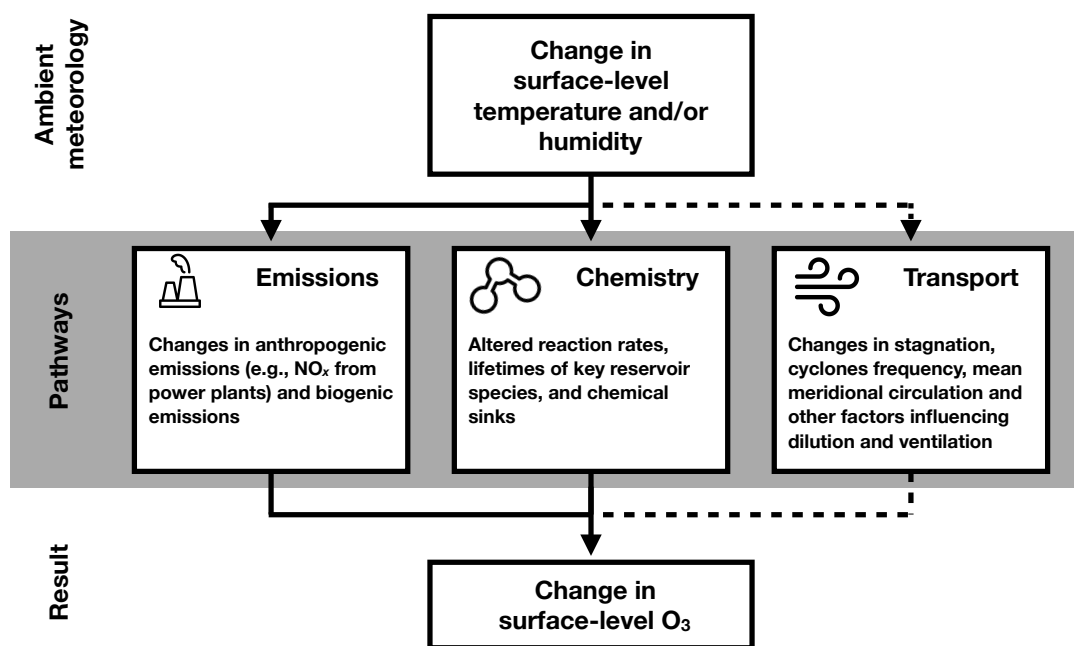 Ambient
meteorology
Change in
surface-level
temperature and/or
humidity
Pathways
Emissions
Changes in anthropogenic
emissions (e.g., NOx from
power plants) and biogenic
emissions
Chemistry
Altered reaction rates,
lifetimes of key reservoir
species, and chemical
sinks
Transport
Changes in stagnation,
cyclones frequency, mean
meridional circulation and
other factors influencing
dilution and ventilation
Result
Change in
surface-level O₃